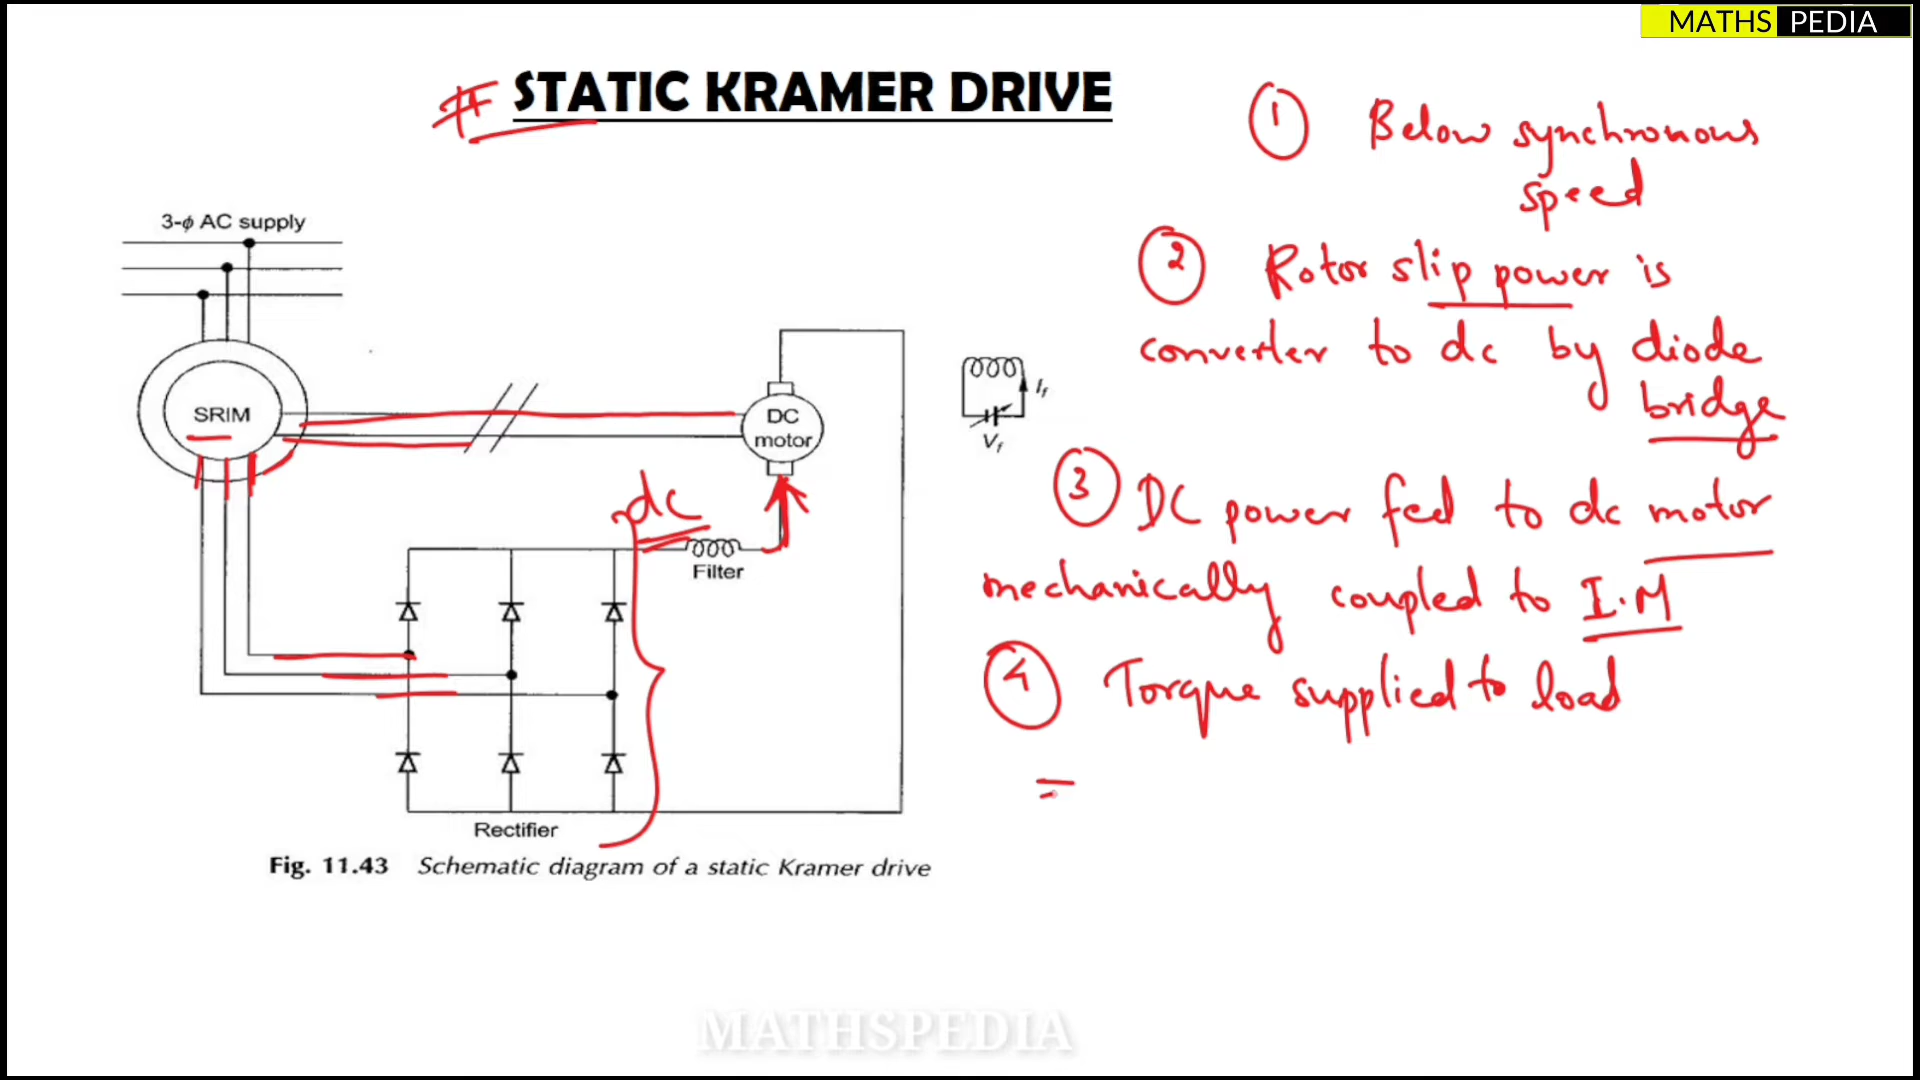 MATHS PEDIA
# STATIC KRAMER DRIVE
① Below synchronous
speed
② Rotor slip power is
converter to dc by diode
bridge
③ DC power fed to dc motor
mechanically coupled to I.M
④ Torque supplied to load
=
3-ϕ AC supply
SRIM
DC
motor
I_f
V_f
dc
Filter
Rectifier
Fig. 11.43 Schematic diagram of a static Kramer drive
MATHSPEDIA